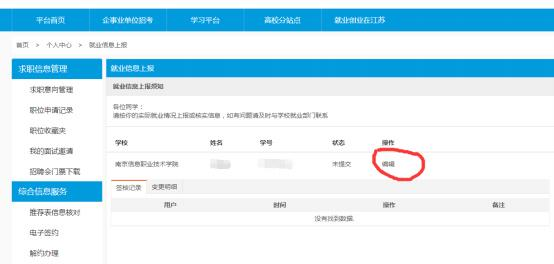 平台首页 企事业单位招考 学习平台 高校分站点 就业创业在江苏
首页 > 个人中心 > 就业信息上报
求职信息管理
求职意向管理
职位申请记录
职位收藏夹
我的面试邀请
招聘会门票下载
综合信息服务
推荐表信息核对
电子签约
解约办理
就业信息上报
就业信息上报须知
各位同学：
请按你的实际就业情况上报或核实信息，如有问题请及时与学校就业部门联系
学校 姓名 学号 状态 操作
南京信息职业技术学院 未提交 编辑
签核记录 变更明细
用户 时间 操作 备注
没有找到数据.